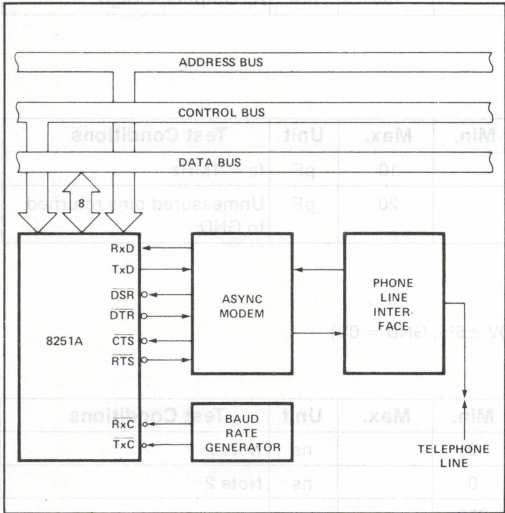 ADDRESS BUS
CONTROL BUS
DATA BUS
8
8251A
RxD
TxD
DSR
DTR
CTS
RTS
RxC
TxC
ASYNC
MODEM
BAUD
RATE
GENERATOR
PHONE
LINE
INTER-
FACE
TELEPHONE
LINE
Min. Max. Unit Test Conditions
10 pF
20 pF Unmeasured pins returned
to GND
Min. Max. Unit Test Conditions
ns
0 ns Note 2